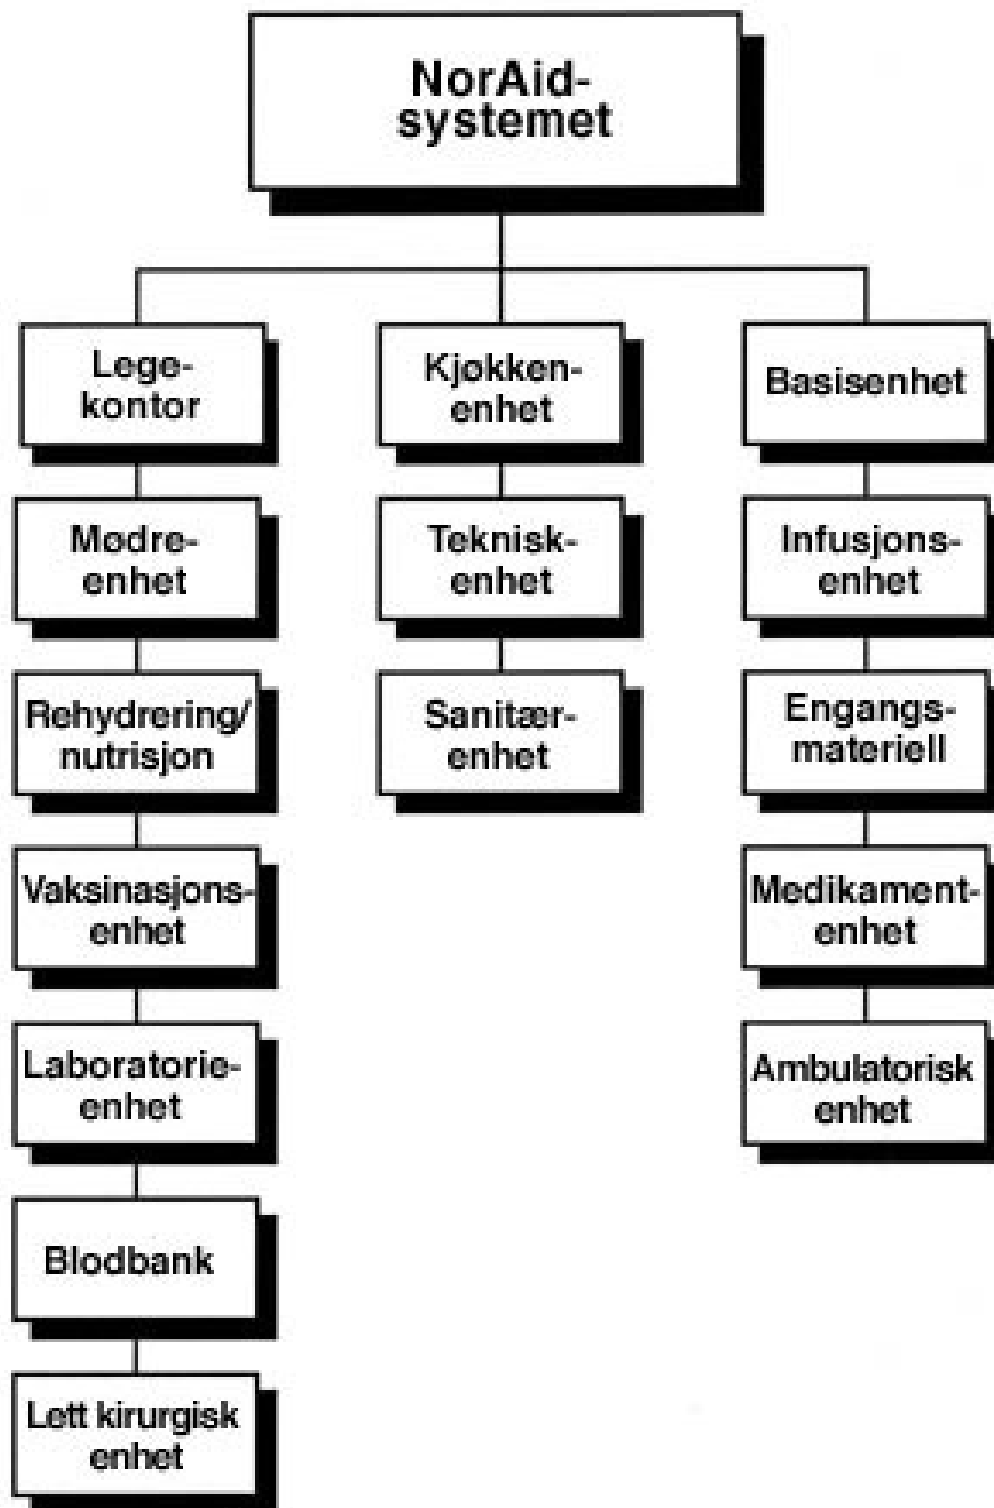 NorAid-
systemet
Lege-
kontor
Mødre-
enhet
Rehydrering/
nutrisjon
Vaksinasjons-
enhet
Laboratorie-
enhet
Blodbank
Lett kirurgisk
enhet
Kjøkken-
enhet
Teknisk-
enhet
Sanitær-
enhet
Basisenhet
Infusjons-
enhet
Engangs-
materiell
Medikament-
enhet
Ambulatorisk
enhet